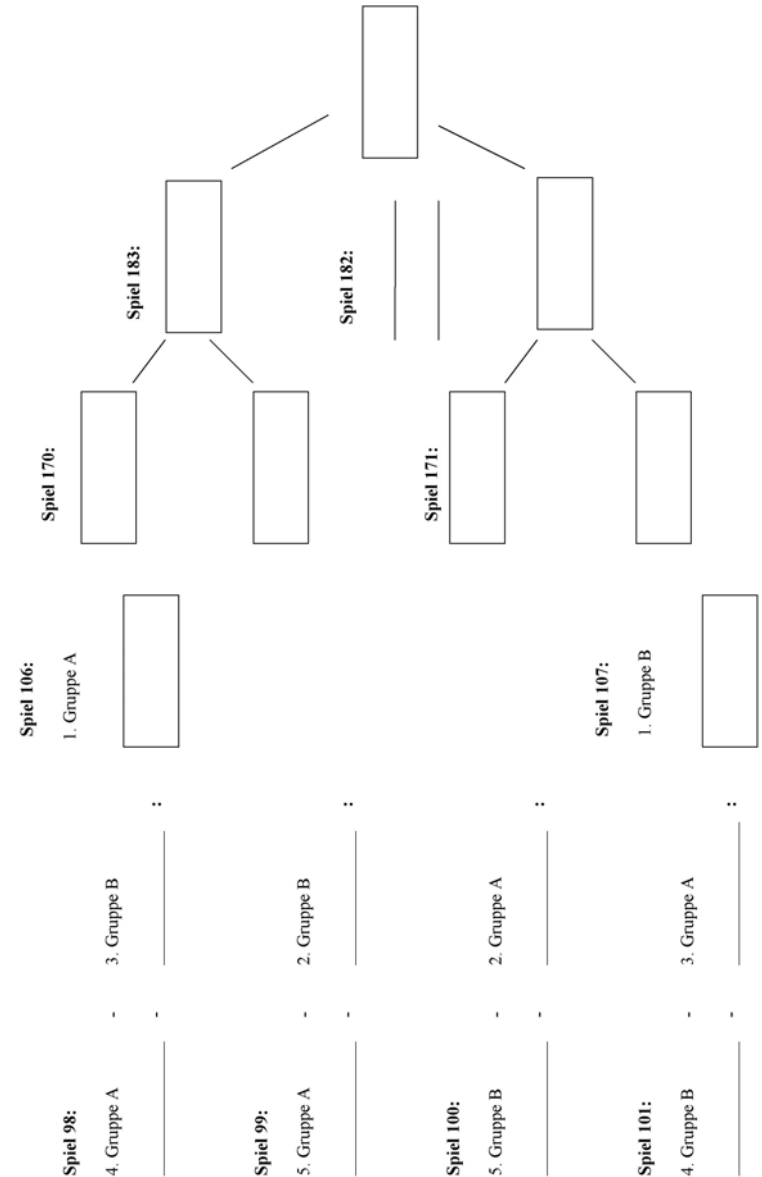 Spiel 98:
4. Gruppe A - 3. Gruppe B
- :
Spiel 99:
5. Gruppe A - 2. Gruppe B
- :
Spiel 100:
5. Gruppe B - 2. Gruppe A
- :
Spiel 101:
4. Gruppe B - 3. Gruppe A
- :
Spiel 106:
1. Gruppe A
Spiel 107:
1. Gruppe B
Spiel 170:
Spiel 171:
Spiel 183:
Spiel 182: